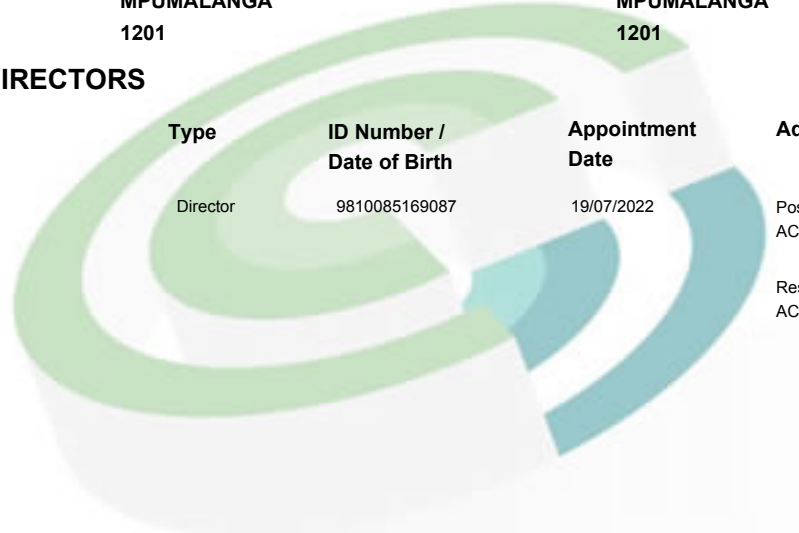 MPUMALANGA MPUMALANGA
1201 1201
IRECTORS
Type ID Number / Appointment Ad
Date of Birth Date
Director 9810085169087 19/07/2022 Pos
AC
Res
AC